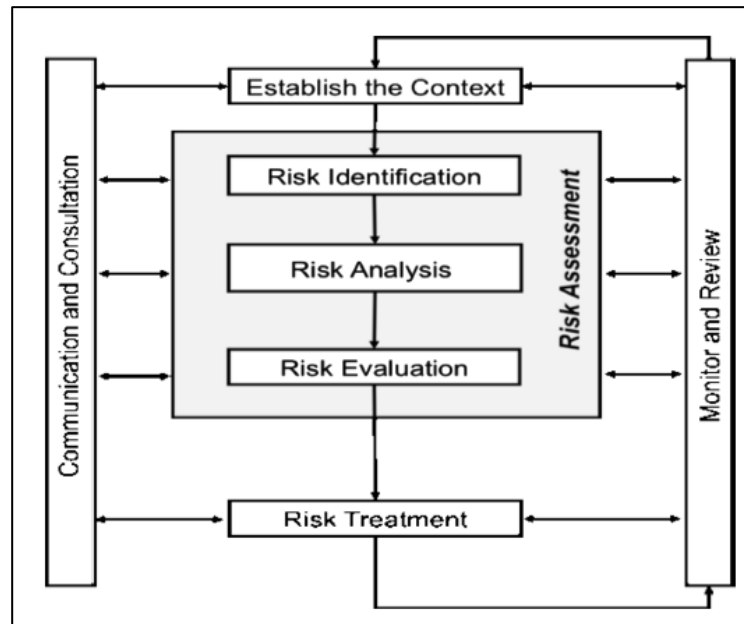 Establish the Context
Risk Identification
Risk Analysis
Risk Evaluation
Risk Assessment
Risk Treatment
Communication and Consultation
Monitor and Review